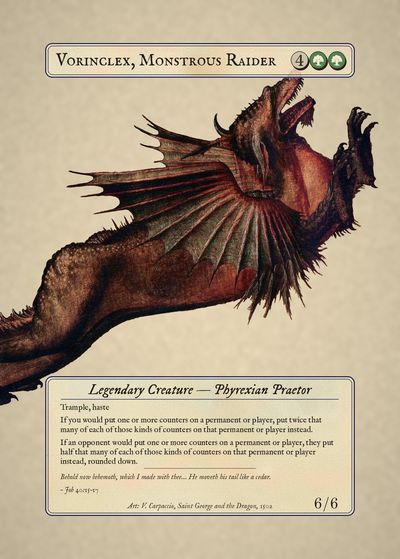 Vorinclex, Monstrous Raider 4
Legendary Creature — Phyrexian Praetor
Trample, haste
If you would put one or more counters on a permanent or player, put twice that
many of each of those kinds of counters on that permanent or player instead.
If an opponent would put one or more counters on a permanent or player, they put
half that many of each of those kinds of counters on that permanent or player
instead, rounded down.
Behold now behemoth, which I made with thee... He moveth his tail like a cedar.
- Job 40:15-17
Art: V. Carpaccio, Saint George and the Dragon, 1502
6/6